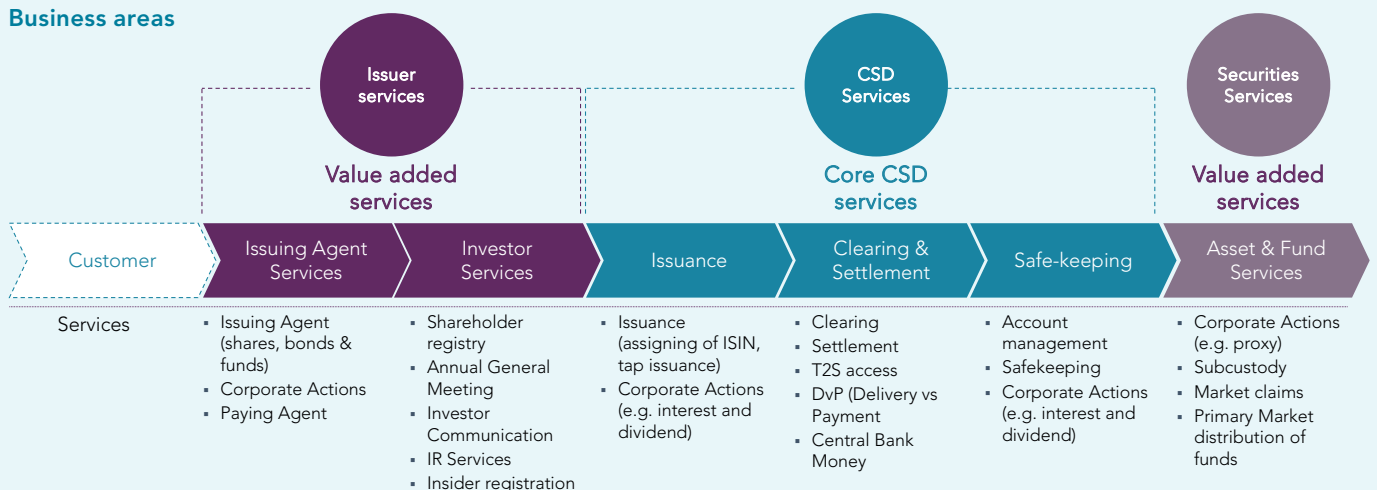 Business areas
Issuer
services
CSD
Services
Securities
Services
Value added
services
Core CSD
services
Value added
services
Customer
Issuing Agent
Services
Investor
Services
Issuance
Clearing &
Settlement
Safe-keeping
Asset & Fund
Services
Services
▪ Issuing Agent
(shares, bonds &
funds)
▪ Corporate Actions
▪ Paying Agent
▪ Shareholder
registry
▪ Annual General
Meeting
▪ Investor
Communication
▪ IR Services
▪ Insider registration
▪ Issuance
(assigning of ISIN,
tap issuance)
▪ Corporate Actions
(e.g. interest and
dividend)
▪ Clearing
▪ Settlement
▪ T2S access
▪ DvP (Delivery vs
Payment
▪ Central Bank
Money
▪ Account
management
▪ Safekeeping
▪ Corporate Actions
(e.g. interest and
dividend)
▪ Corporate Actions
(e.g. proxy)
▪ Subcustody
▪ Market claims
▪ Primary Market
distribution of
funds